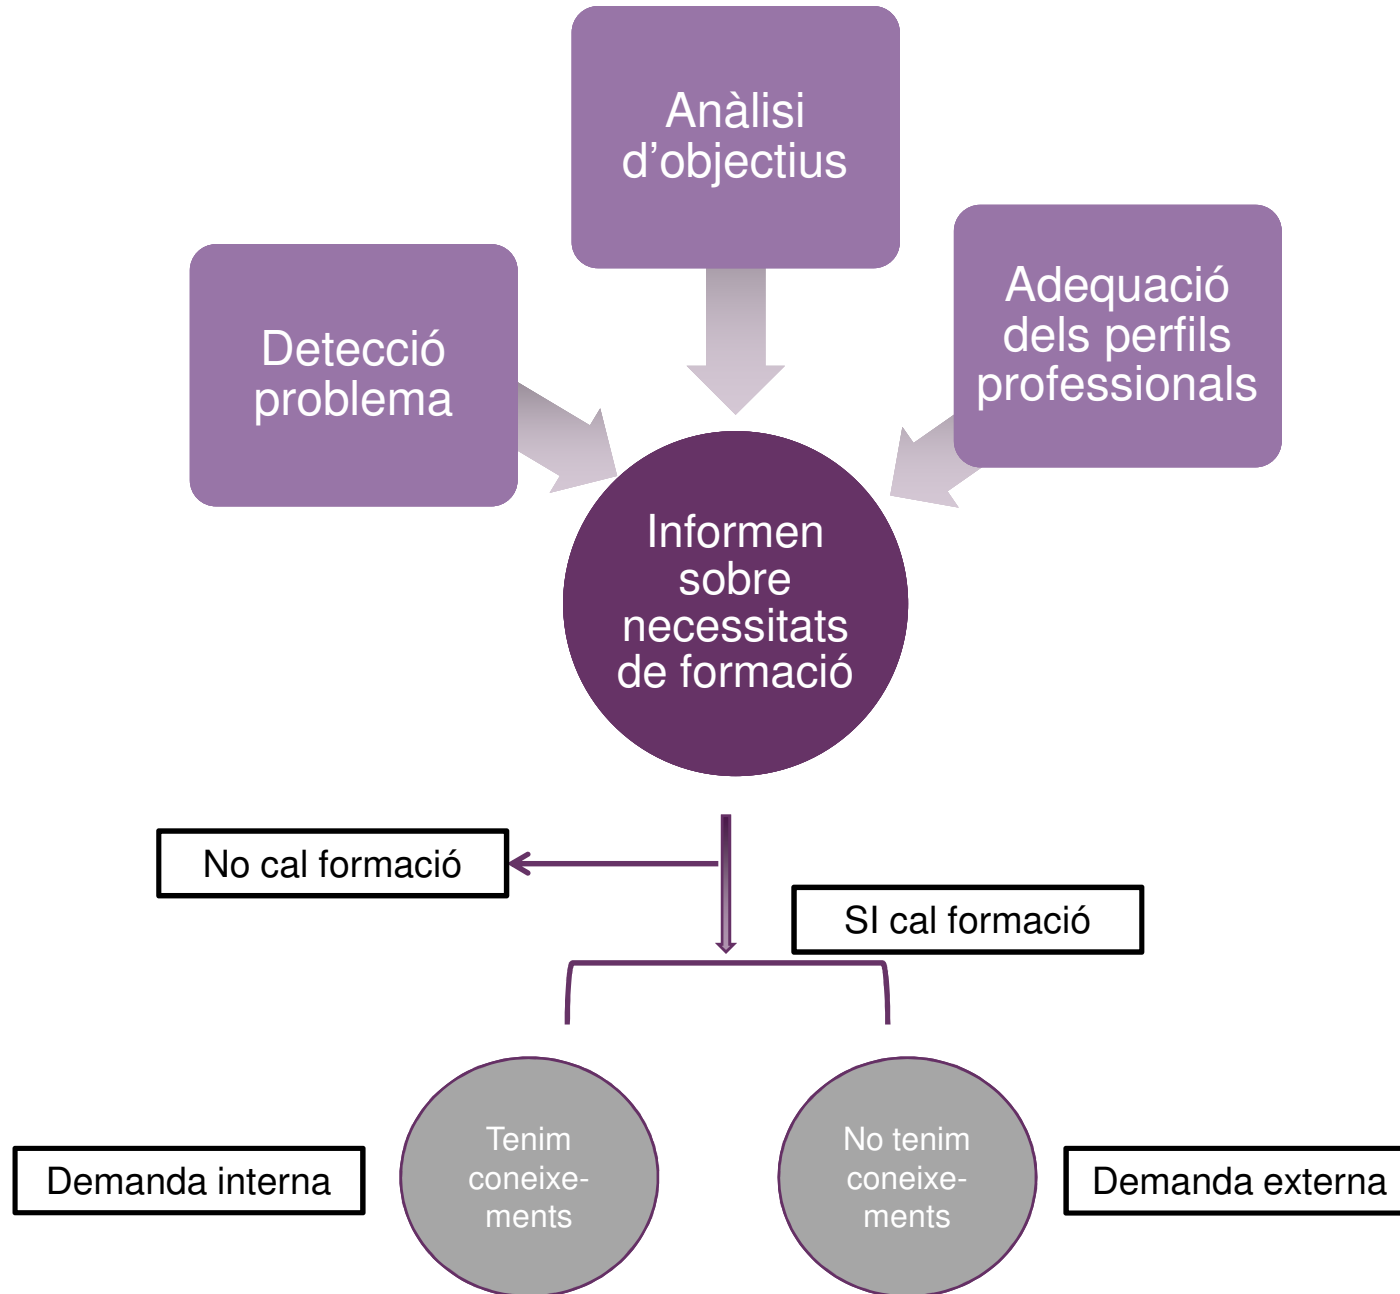 Anàlisi
d’objectius
Detecció
problema
Adequació
dels perfils
professionals
Informen
sobre
necessitats
de formació
No cal formació
SI cal formació
Demanda interna
Tenim
coneixe-
ments
No tenim
coneixe-
ments
Demanda externa